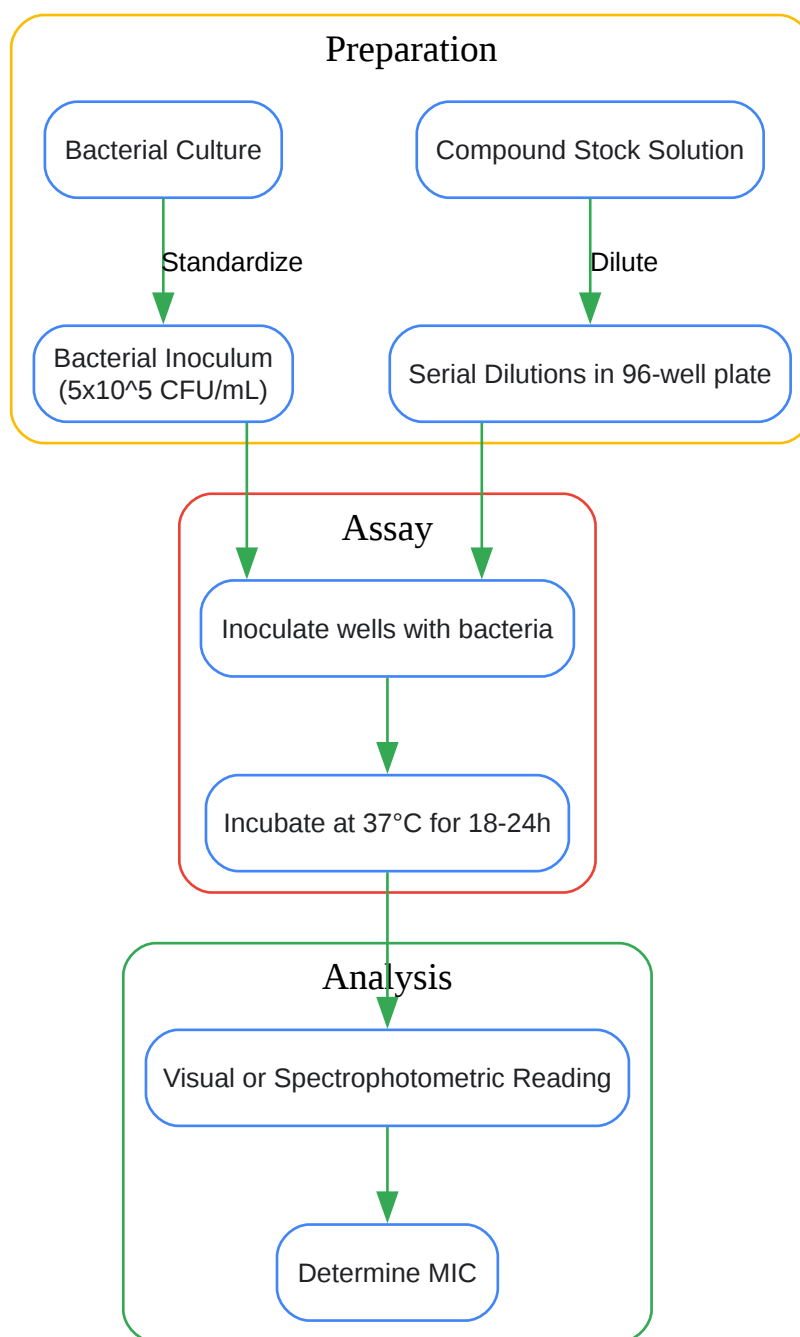 Preparation
Bacterial Culture
Compound Stock Solution
Standardize
Dilute
Bacterial Inoculum
(5x10^5 CFU/mL)
Serial Dilutions in 96-well plate
Assay
Inoculate wells with bacteria
Incubate at 37°C for 18-24h
Analysis
Visual or Spectrophotometric Reading
Determine MIC